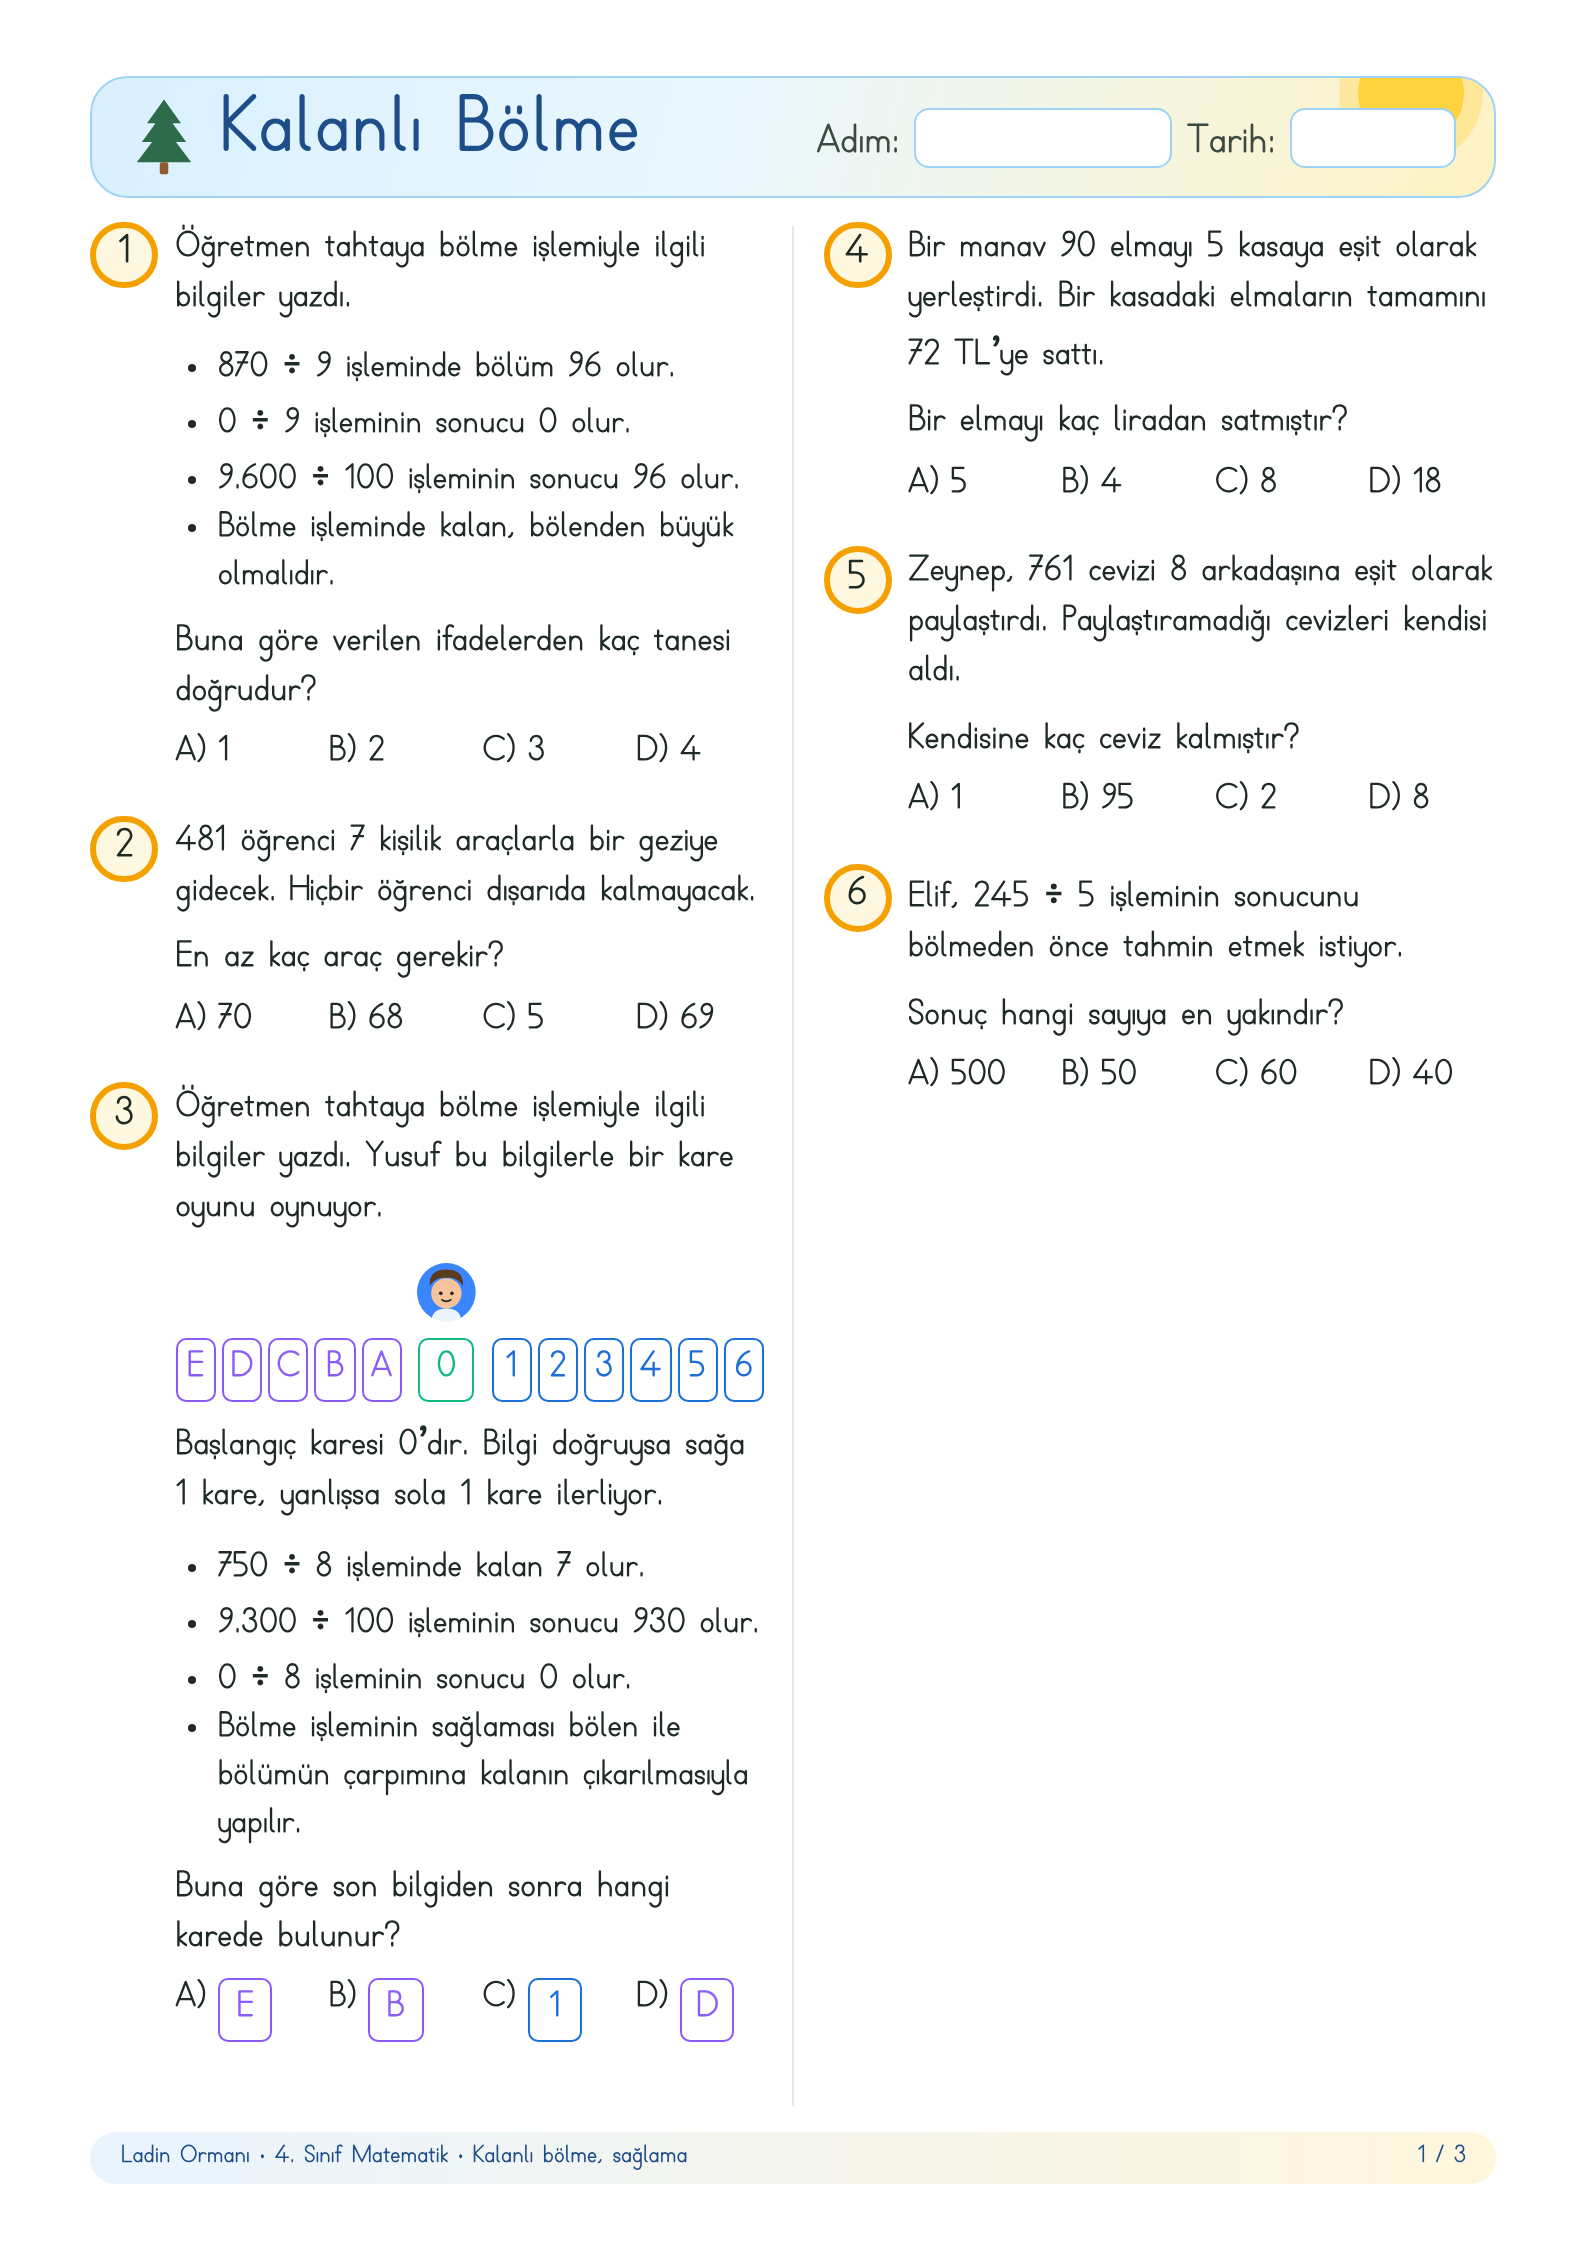 Kalanlı Bölme
Adım:
Tarih:
1
Öğretmen tahtaya bölme işlemiyle ilgili
bilgiler yazdı.
• 870 ÷ 9 işleminde bölüm 96 olur.
• 0 ÷ 9 işleminin sonucu 0 olur.
• 9.600 ÷ 100 işleminin sonucu 96 olur.
• Bölme işleminde kalan, bölenden büyük
olmalıdır.
Buna göre verilen ifadelerden kaç tanesi
doğrudur?
A) 1 B) 2 C) 3 D) 4
2
481 öğrenci 7 kişilik araçlarla bir geziye
gidecek. Hiçbir öğrenci dışarıda kalmayacak.
En az kaç araç gerekir?
A) 70 B) 68 C) 5 D) 69
3
Öğretmen tahtaya bölme işlemiyle ilgili
bilgiler yazdı. Yusuf bu bilgilerle bir kare
oyunu oynuyor.
E D C B A 0 1 2 3 4 5 6
Başlangıç karesi 0’dır. Bilgi doğruysa sağa
1 kare, yanlışsa sola 1 kare ilerliyor.
• 750 ÷ 8 işleminde kalan 7 olur.
• 9.300 ÷ 100 işleminin sonucu 930 olur.
• 0 ÷ 8 işleminin sonucu 0 olur.
• Bölme işleminin sağlaması bölen ile
bölümün çarpımına kalanın çıkarılmasıyla
yapılır.
Buna göre son bilgiden sonra hangi
karede bulunur?
A) E B) B C) 1 D) D
4
Bir manav 90 elmayı 5 kasaya eşit olarak
yerleştirdi. Bir kasadaki elmaların tamamını
72 TL’ye sattı.
Bir elmayı kaç liradan satmıştır?
A) 5 B) 4 C) 8 D) 18
5
Zeynep, 761 cevizi 8 arkadaşına eşit olarak
paylaştırdı. Paylaştıramadığı cevizleri kendisi
aldı.
Kendisine kaç ceviz kalmıştır?
A) 1 B) 95 C) 2 D) 8
6
Elif, 245 ÷ 5 işleminin sonucunu
bölmeden önce tahmin etmek istiyor.
Sonuç hangi sayıya en yakındır?
A) 500 B) 50 C) 60 D) 40
Ladin Ormanı • 4. Sınıf Matematik • Kalanlı bölme, sağlama
1 / 3